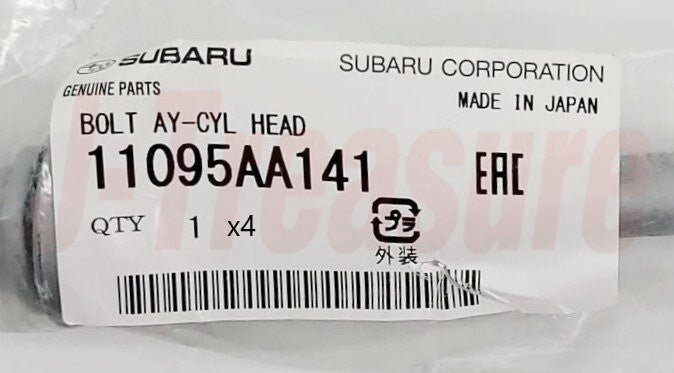 SUBARU
SUBARU CORPORATION
GENUINE PARTS
MADE IN JAPAN
BOLT AY-CYL HEAD
11095AA141
EAC
QTY 1 x4
プラ
外装
J-Treasure